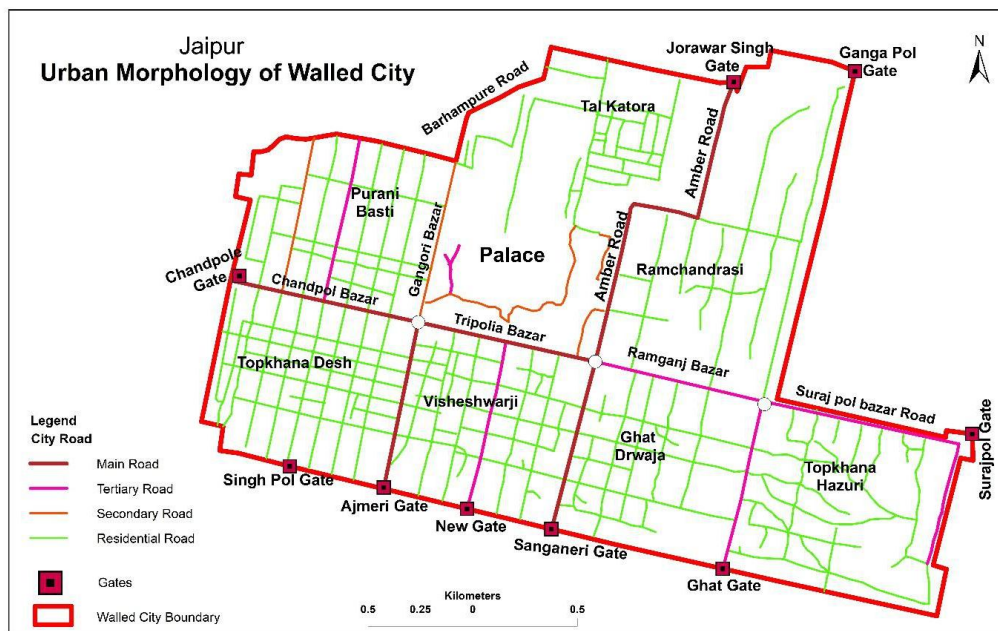 Jaipur
Urban Morphology of Walled City
Jorawar Singh
Gate
Ganga Pol
Gate
N
Barhampure Road
Tal Katora
Amber Road
Purani
Basti
Gangori Bazar
Palace
Amber Road
Ramchandrasi
Chandpole
Gate
Chandpol Bazar
Tripolia Bazar
Ramganj Bazar
Topkhana Desh
Visheshwarji
Suraj pol bazar Road
Surajpol Gate
Ghat
Drwaja
Topkhana
Hazuri
Singh Pol Gate
Ajmeri Gate
New Gate
Sanganeri Gate
Ghat Gate
Legend
City Road
Main Road
Tertiary Road
Secondary Road
Residential Road
Gates
Walled City Boundary
Kilometers
0.5 0.25 0 0.5